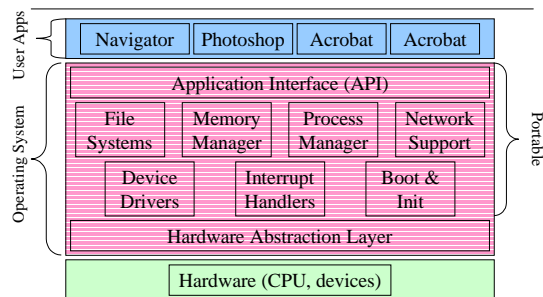 User Apps
Navigator Photoshop Acrobat Acrobat
Operating System
Portable
Application Interface (API)
File Memory Process Network
Systems Manager Manager Support
Device Interrupt Boot &
Drivers Handlers Init
Hardware Abstraction Layer
Hardware (CPU, devices)